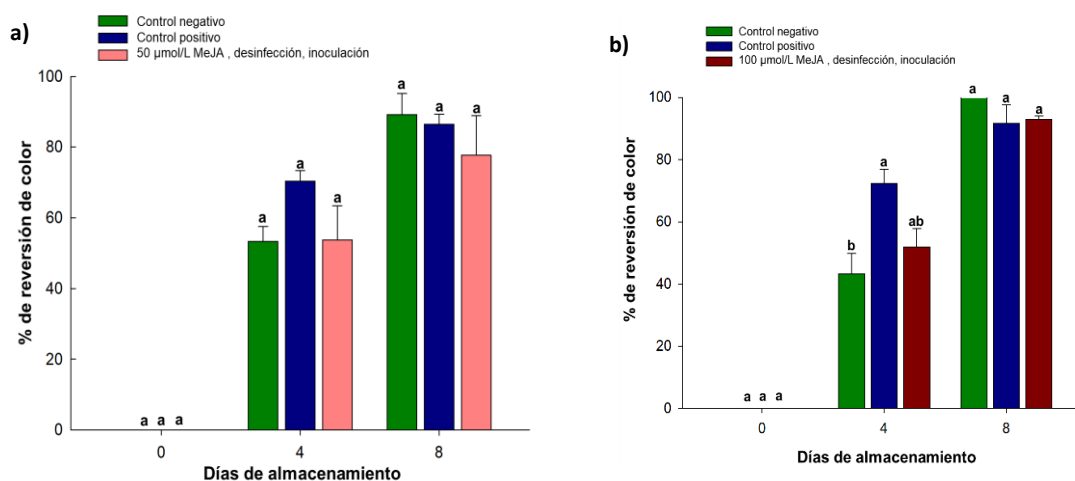 a)
Control negativo
Control positivo
50 µmol/L MeJA , desinfección, inoculación
% de reversión de color
100
80
60
40
20
0
a a a
a
a
a
a
a
a
0 4 8
Días de almacenamiento
b)
Control negativo
Control positivo
100 µmol/L MeJA , desinfección, inoculación
% de reversión de color
100
80
60
40
20
0
a a a
b
a
ab
a
a
a
0 4 8
Días de almacenamiento